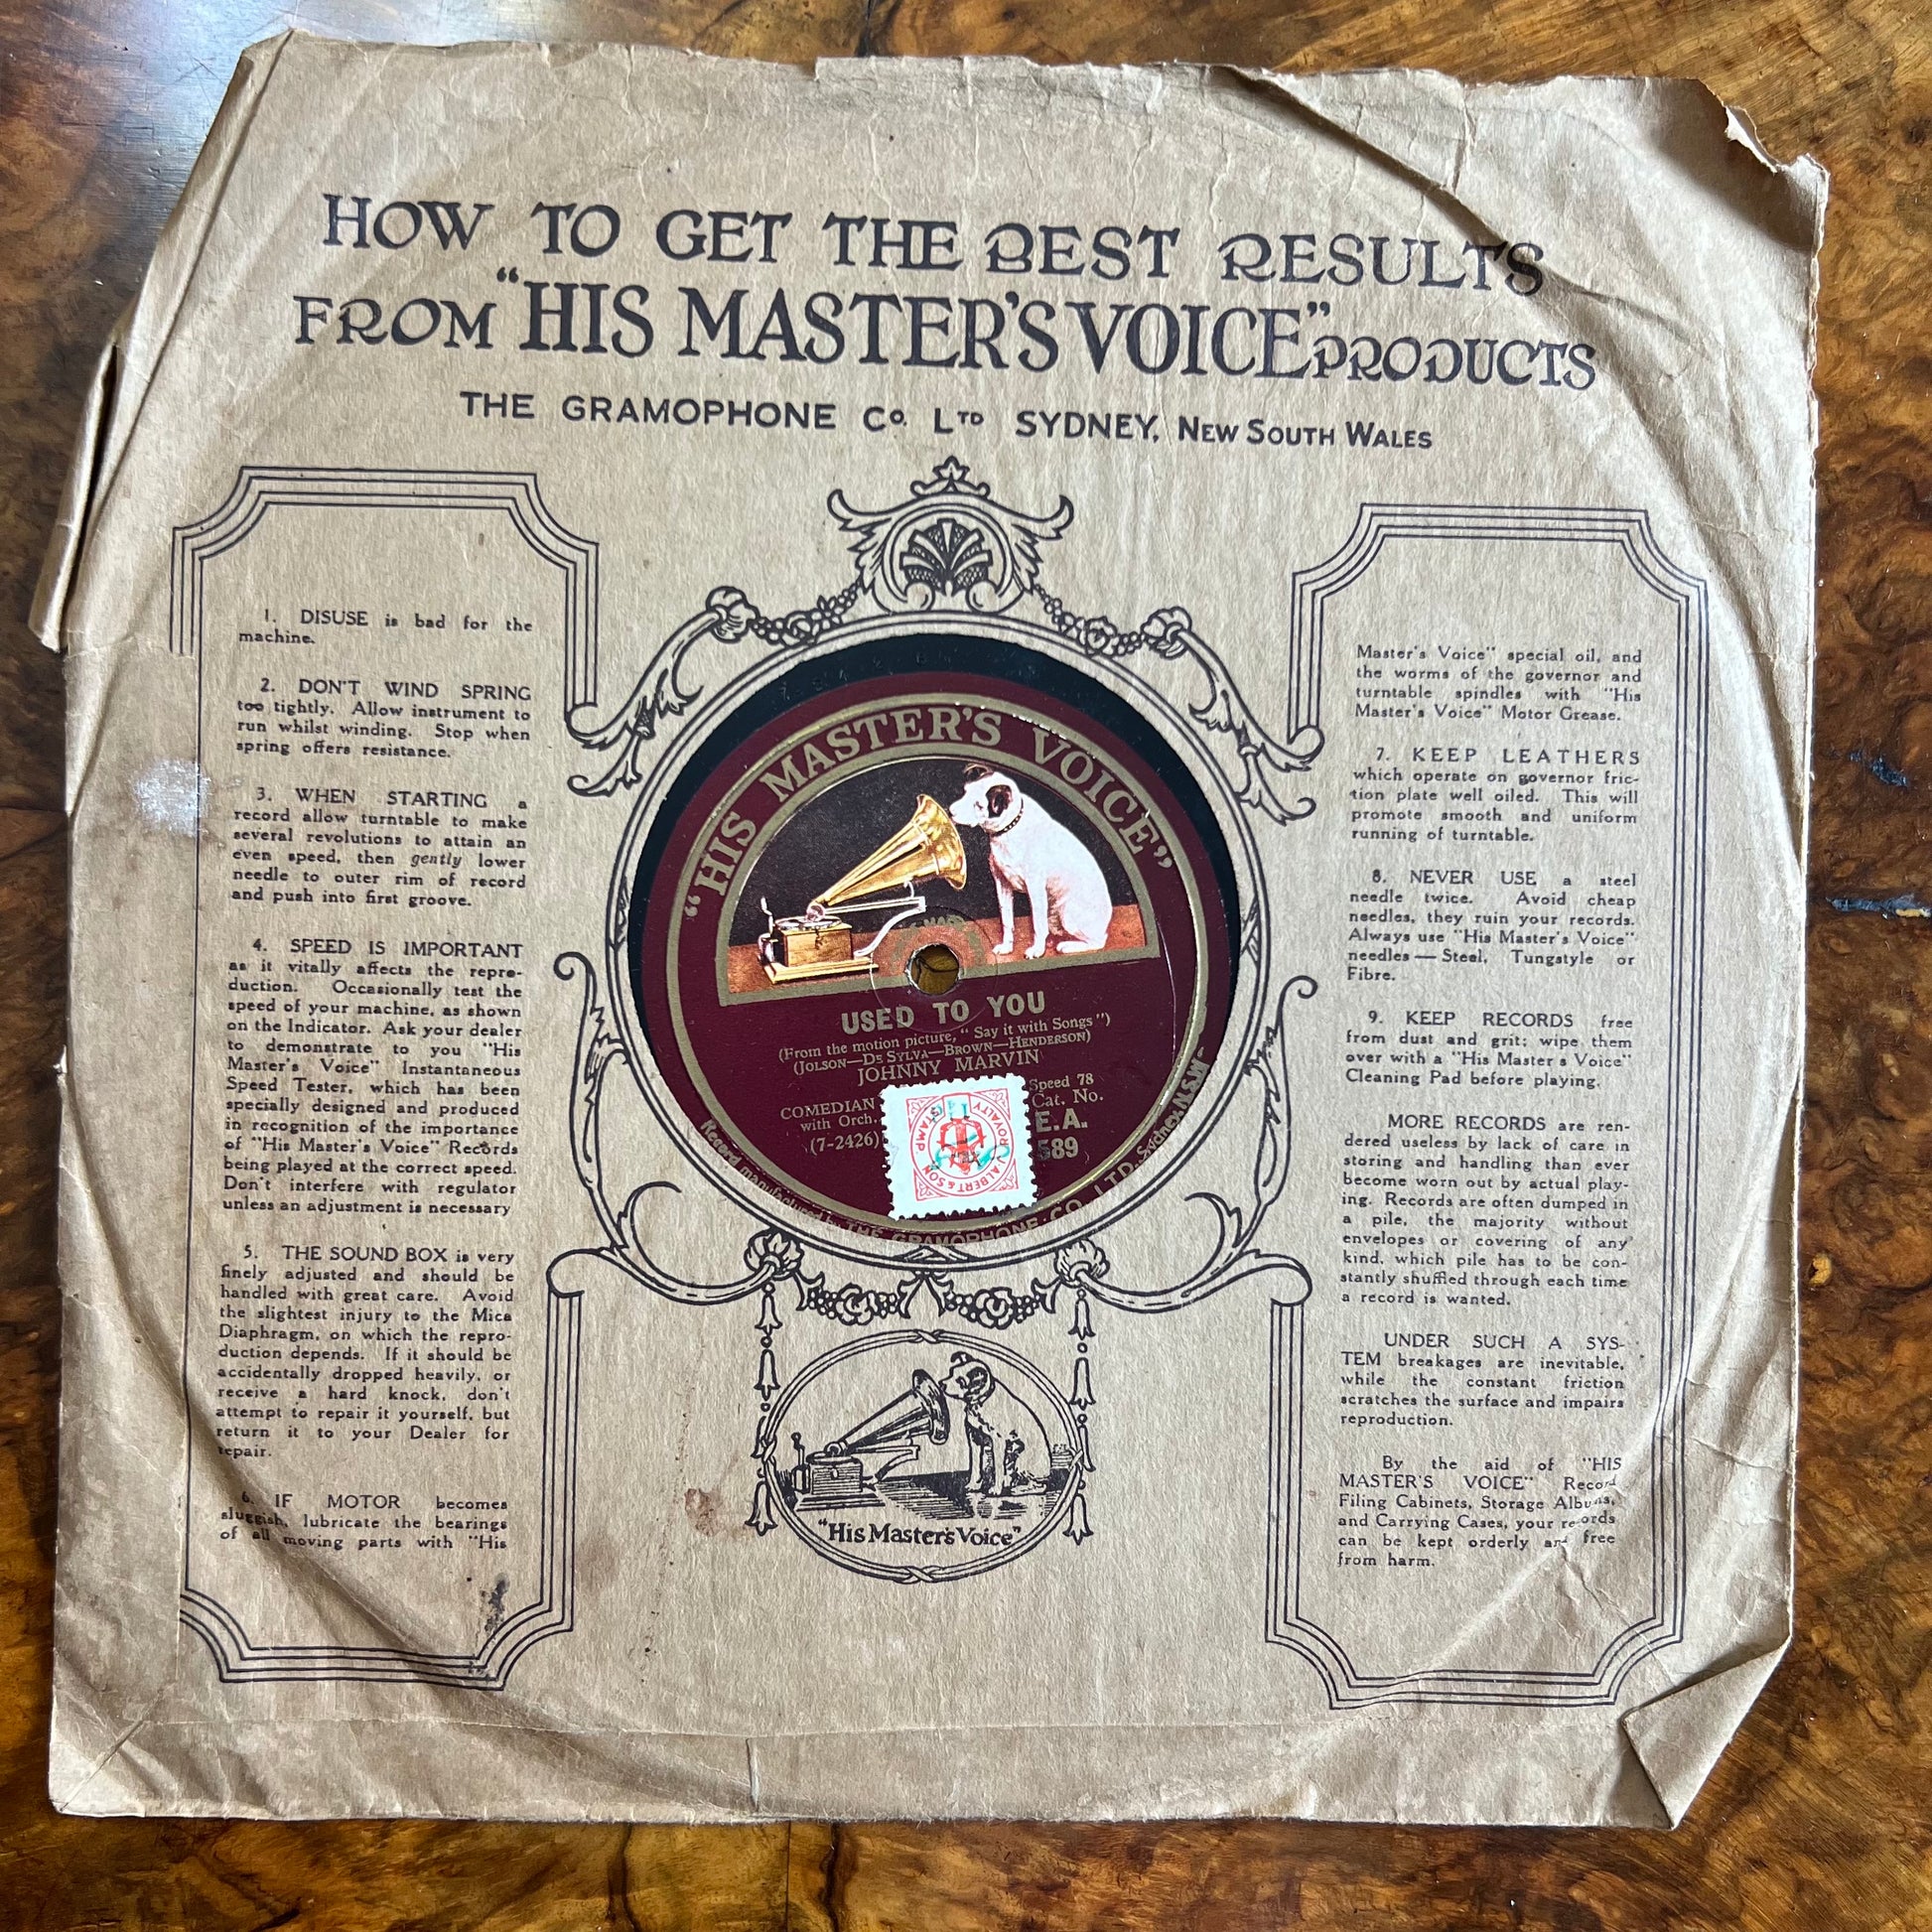 HOW TO GET THE BEST RESULTS
FROM "HIS MASTER'S VOICE" PRODUCTS
THE GRAMOPHONE Co. LTD SYDNEY, NEW SOUTH WALES
1. DISUSE is bad for the
machine.
2. DON'T WIND SPRING
too tightly. Allow instrument to
run whilst winding. Stop when
spring offers resistance.
3. WHEN STARTING a
record allow turntable to make
several revolutions to attain an
even speed, then gently lower
needle to outer rim of record
and push into first groove.
4. SPEED IS IMPORTANT
as it vitally affects the repro-
duction. Occasionally test the
speed of your machine, as shown
on the Indicator. Ask your dealer
to demonstrate to you "His
Master's Voice" Instantaneous
Speed Tester, which has been
specially designed and produced
in recognition of the importance
of "His Master's Voice" Records
being played at the correct speed.
Don't interfere with regulator
unless an adjustment is necessary
5. THE SOUND BOX is very
finely adjusted and should be
handled with great care. Avoid
the slightest injury to the Mica
Diaphragm, on which the repro-
duction depends. If it should be
accidentally dropped heavily, or
receive a hard knock, don't
attempt to repair it yourself, but
return it to your Dealer for
repair.
6. IF MOTOR becomes
sluggish, lubricate the bearings
of all moving parts with "His
Master's Voice" special oil, and
the worms of the governor and
turntable spindles with "His
Master's Voice" Motor Grease.
7. KEEP LEATHERS
which operate on governor fric-
tion plate well oiled. This will
promote smooth and uniform
running of turntable.
8. NEVER USE a steel
needle twice. Avoid cheap
needles, they ruin your records.
Always use "His Master's Voice"
needles — Steel, Tungstyle or
Fibre.
9. KEEP RECORDS free
from dust and grit; wipe them
over with a "His Master s Voice"
Cleaning Pad before playing.
MORE RECORDS are ren-
dered useless by lack of care in
storing and handling than ever
become worn out by actual play-
ing. Records are often dumped in
a pile, the majority without
envelopes or covering of any
kind, which pile has to be con-
stantly shuffled through each time
a record is wanted.
UNDER SUCH A SYS-
TEM breakages are inevitable,
while the constant friction
scratches the surface and impairs
reproduction.
By the aid of "HIS
MASTER'S VOICE" Record
Filing Cabinets, Storage Albums,
and Carrying Cases, your records
can be kept orderly and free
from harm.
"HIS MASTER'S VOICE"
USED TO YOU
(From the motion picture, "Say it with Songs")
(JOLSON—DE SYLVA—BROWN—HENDERSON)
JOHNNY MARVIN
COMEDIAN
with Orch.
(7-2426)
Speed 78
Cat. No.
E.A.
589
ALBERT & SON
ROYALTY
STAMP
Record manufactured by THE GRAMOPHONE CO. LTD. Sydney, N.S.W.
"His Master's Voice"